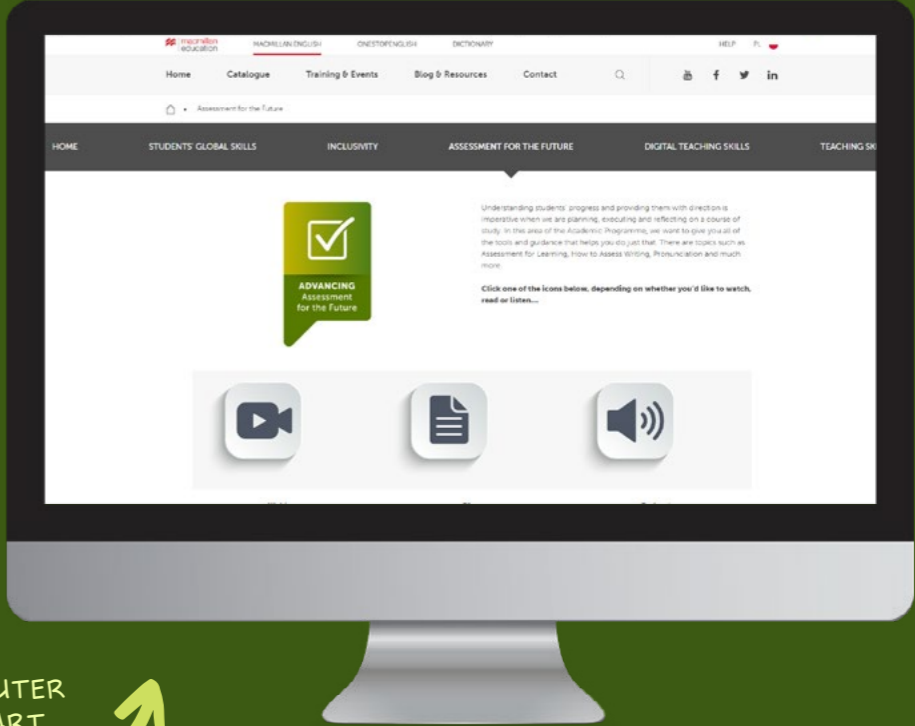 macmillan
education
MACMILLAN ENGLISH ONESTOPENGLISH DICTIONARY HELP PL
Home Catalogue Training & Events Blog & Resources Contact
Assessment for the Future
HOME STUDENTS' GLOBAL SKILLS INCLUSIVITY ASSESSMENT FOR THE FUTURE DIGITAL TEACHING SKILLS TEACHING SK
Understanding students' progress and providing them with direction is
imperative when we are planning, executing and reflecting on a course of
study. In this area of the Academic Programme, we want to give you all of
the tools and guidance that helps you do just that. There are topics such as
Assessment for Learning, How to Assess Writing, Pronunciation and much
more.
Click one of the icons below, depending on whether you'd like to watch,
read or listen....
ADVANCING
Assessment
for the Future
UTER